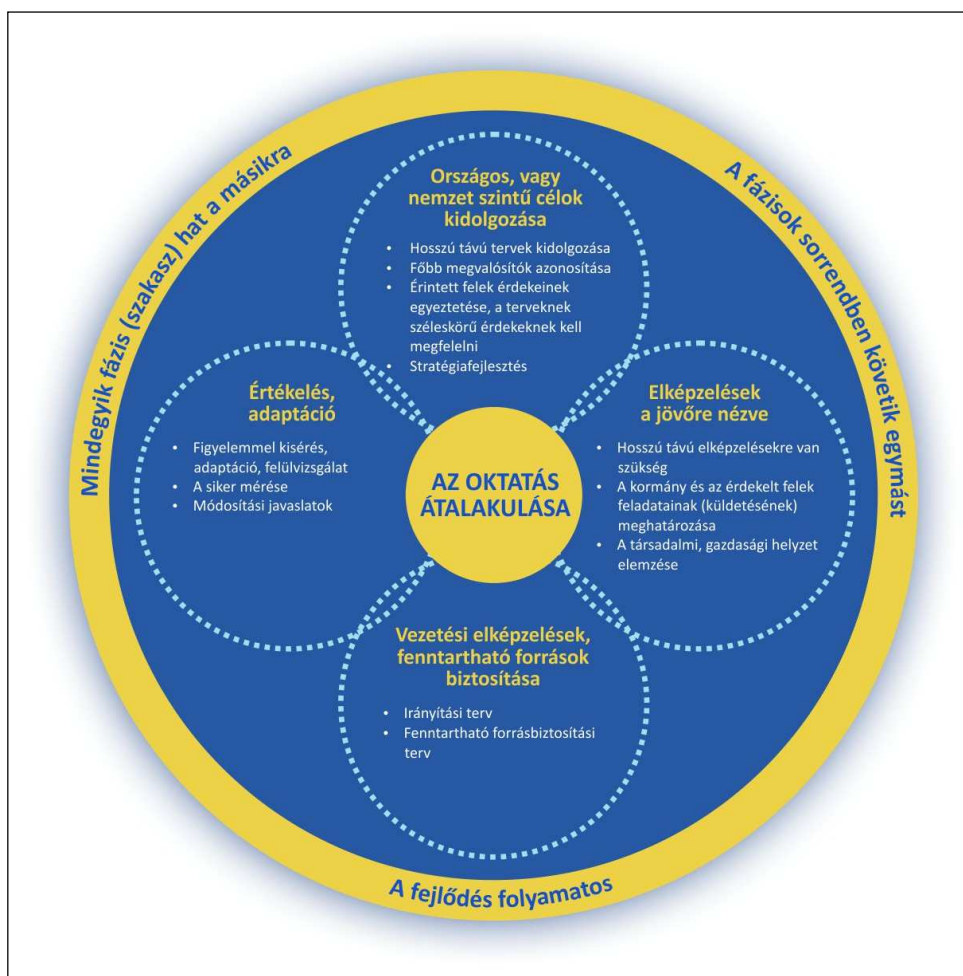 Mindegyik fázis (szakasz) hat a másikra
A fázisok sorrendben követik egymást
Országos, vagy
nemzet szintű célok
kidolgozása
• Hosszú távú tervek kidolgozása
• Főbb megvalósítók azonosítása
• Érintett felek érdekeinek
egyeztetése, a terveknek
széleskörű érdekeknek kell
megfelelni
• Stratégiafejlesztés
Értékelés,
adaptáció
• Figyelemmel kisérés,
adaptáció, felülvizsgálat
• A siker mérése
• Módosítási javaslatok
AZ OKTATÁS
ÁTALAKULÁSA
Elképzelések
a jövőre nézve
• Hosszú távú elképzelésekre van
szükség
• A kormány és az érdekelt felek
feladatainak (küldetésének)
meghatározása
• A társadalmi, gazdasági helyzet
elemzése
Vezetési elképzelések,
fenntartható források
biztosítása
• Irányítási terv
• Fenntartható forrásbiztosítási
terv
A fejlődés folyamatos